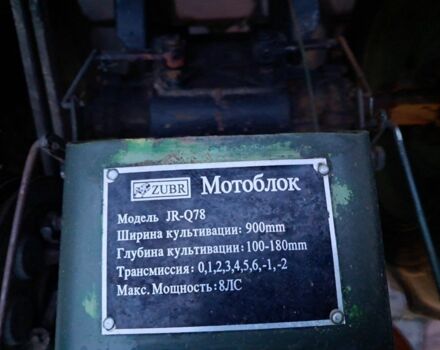 ZUBR Мотоблок
Модель JR-Q78
Ширина культивации: 900mm
Глубина культивации: 100-180mm
Трансмиссия: 0,1,2,3,4,5,6,-1,-2
Макс. Мощность:8ЛС